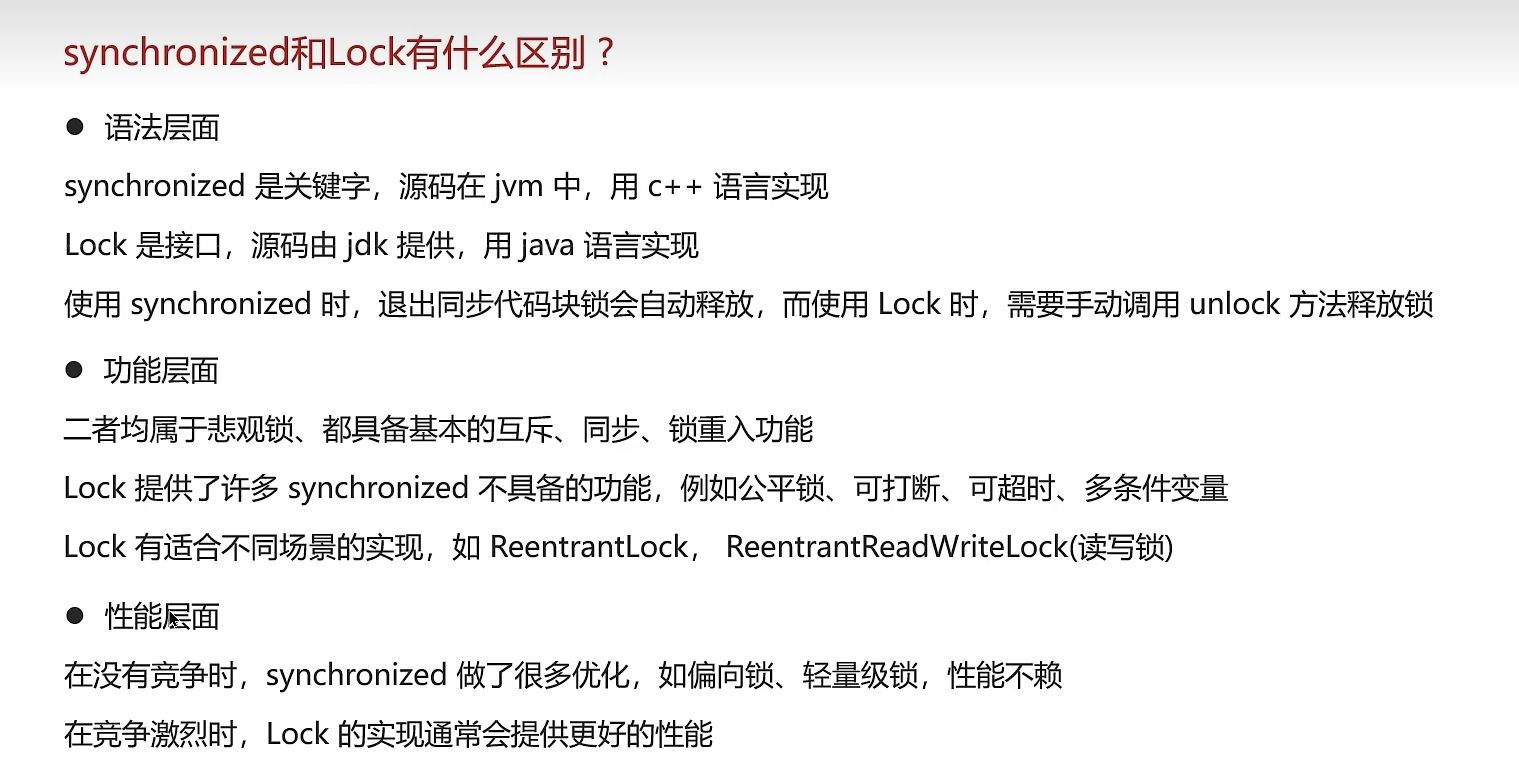 synchronized和Lock有什么区别？
● 语法层面
synchronized 是关键字，源码在 jvm 中，用 c++ 语言实现
Lock 是接口，源码由 jdk 提供，用 java 语言实现
使用 synchronized 时，退出同步代码块锁会自动释放，而使用 Lock 时，需要手动调用 unlock 方法释放锁
● 功能层面
二者均属于悲观锁、都具备基本的互斥、同步、锁重入功能
Lock 提供了许多 synchronized 不具备的功能，例如公平锁、可打断、可超时、多条件变量
Lock 有适合不同场景的实现，如 ReentrantLock， ReentrantReadWriteLock(读写锁)
● 性能层面
在没有竞争时，synchronized 做了很多优化，如偏向锁、轻量级锁，性能不赖
在竞争激烈时，Lock 的实现通常会提供更好的性能